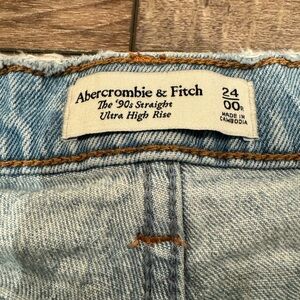 Abercrombie & Fitch
The '90s Straight
Ultra High Rise
24
00R
MADE IN
CAMBODIA